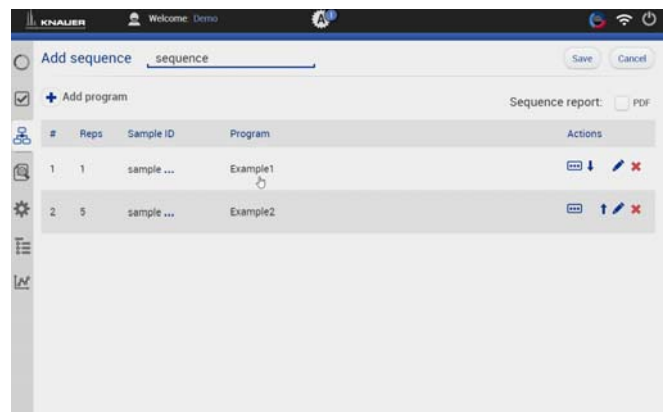 KNAUER Welcome: Demo A
Add sequence sequence Save Cancel
Add program Sequence report: PDF
# Reps Sample ID Program Actions
1 1 sample ... Example1
2 5 sample ... Example2